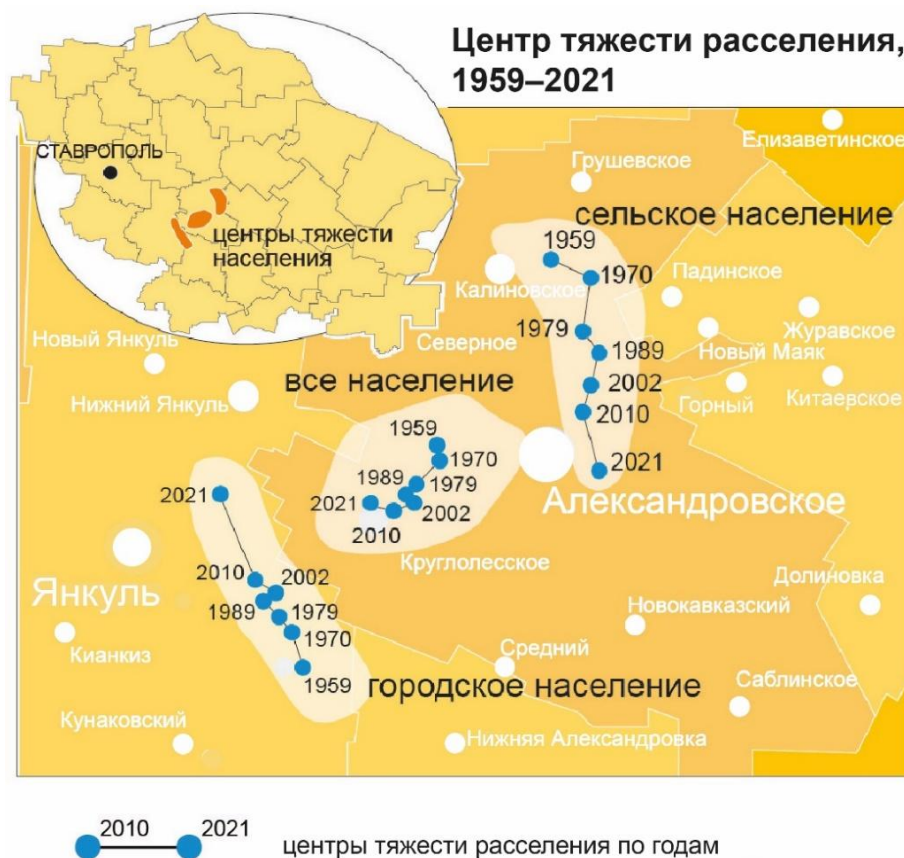 Центр тяжести расселения,
1959–2021
СТАВРОПОЛЬ
центры тяжести
населения
Елизаветинское
Грушевское
сельское население
1959
1970
Калиновское
Падинское
1979
Журавское
Северное
1989
Новый Маяк
Новый Янкуль
все население
2002
Горный
Китаевское
Нижний Янкуль
2010
1959
1970
2021
1989
1979
2021
2002
2010
Александровское
2021
Круглолесское
2010
2002
Янкуль
1989
1979
Долиновка
Новокавказский
1970
Кианкиз
Средний
1959
городское население
Саблинское
Кунаковский
Нижняя Александровка
2010
2021
центры тяжести расселения по годам